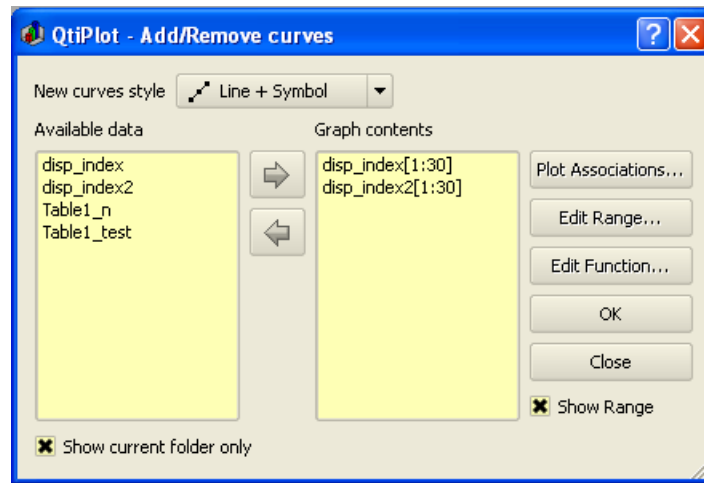 QtiPlot - Add/Remove curves
New curves style
Line + Symbol
Available data
Graph contents
disp_index
disp_index2
Table1_n
Table1_test
disp_index[1:30]
disp_index2[1:30]
Plot Associations...
Edit Range...
Edit Function...
OK
Close
Show Range
Show current folder only